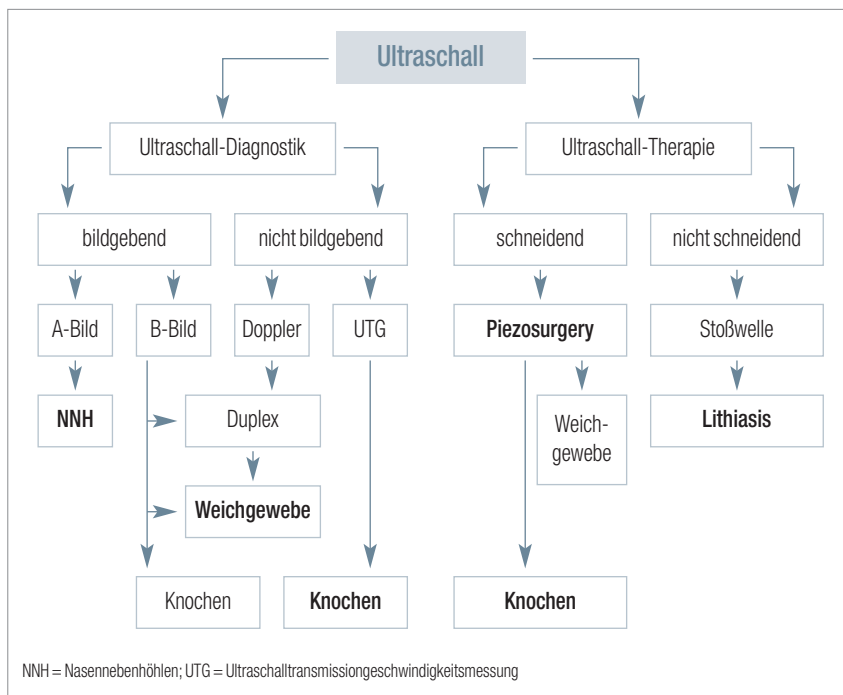 Ultraschall
Ultraschall-Diagnostik
Ultraschall-Therapie
bildgebend
nicht bildgebend
schneidend
nicht schneidend
A-Bild
B-Bild
Doppler
UTG
Piezosurgery
Stoßwelle
NNH
Duplex
Weich-
gewebe
Lithiasis
Weichgewebe
Knochen
Knochen
Knochen
NNH = Nasennebenhöhlen; UTG = Ultraschalltransmissiongeschwindigkeitsmessung